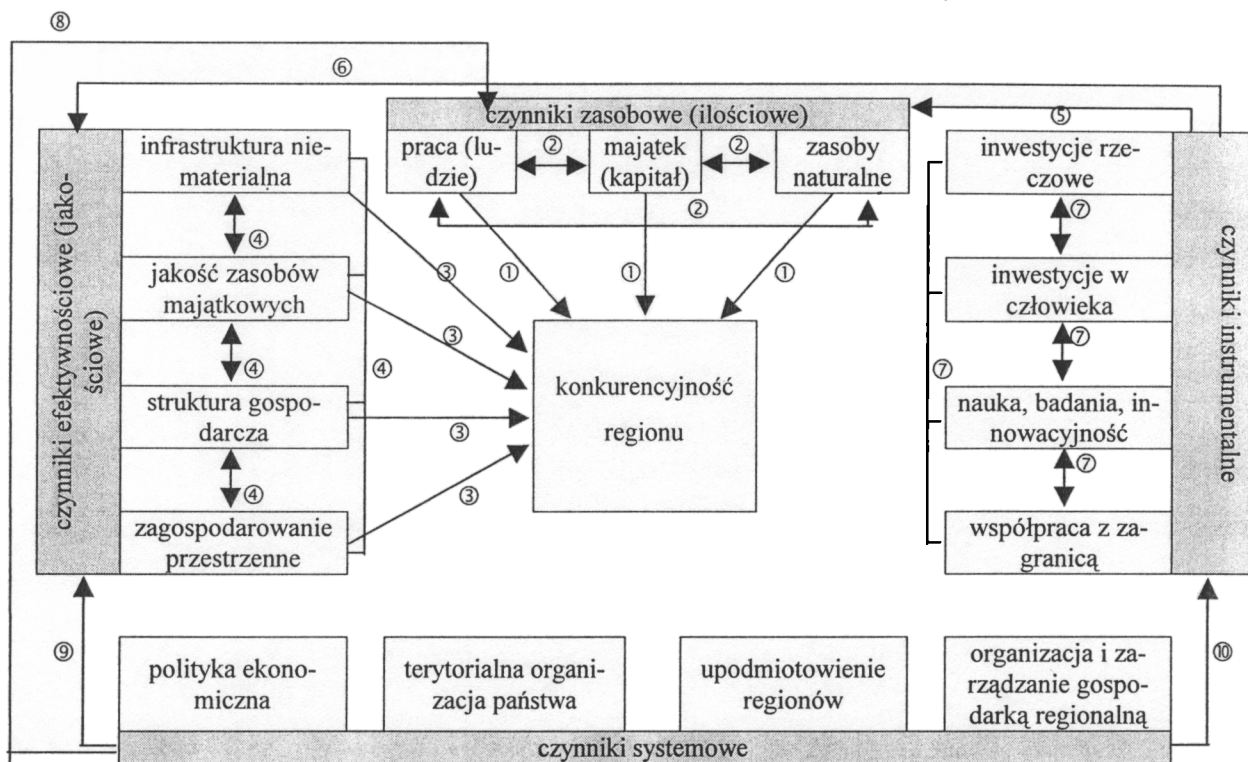 ⑧
⑥
czynniki zasobowe (ilościowe)
⑤
praca (lu-
dzie)
②
majątek
(kapitał)
②
zasoby
naturalne
②
czynniki efektywnościowe (jako-
ściowe)
infrastruktura nie-
materialna
④
jakość zasobów
majątkowych
④
struktura gospo-
darcza
④
zagospodarowanie
przestrzenne
④
③
③
③
③
①
①
①
konkurencyjność
regionu
inwestycje rze-
czowe
⑦
inwestycje w
człowieka
⑦
⑦
nauka, badania, in-
nowacyjność
⑦
współpraca z za-
granicą
czynniki instrumentalne
⑨
⑩
polityka ekono-
miczna
terytorialna organi-
zacja państwa
upodmiotowienie
regionów
organizacja i za-
rządzanie gospo-
darką regionalną
czynniki systemowe